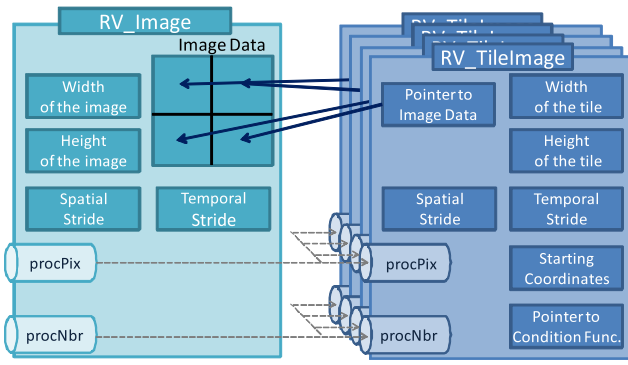 RV_Image
Image Data
Width
of the image
Height
of the image
Spatial
Stride
Temporal
Stride
procPix
procNbr
RV_TileImage
Pointer to
Image Data
Width
of the tile
Height
of the tile
Spatial
Stride
Temporal
Stride
procPix
Starting
Coordinates
procNbr
Pointer to
Condition Func.